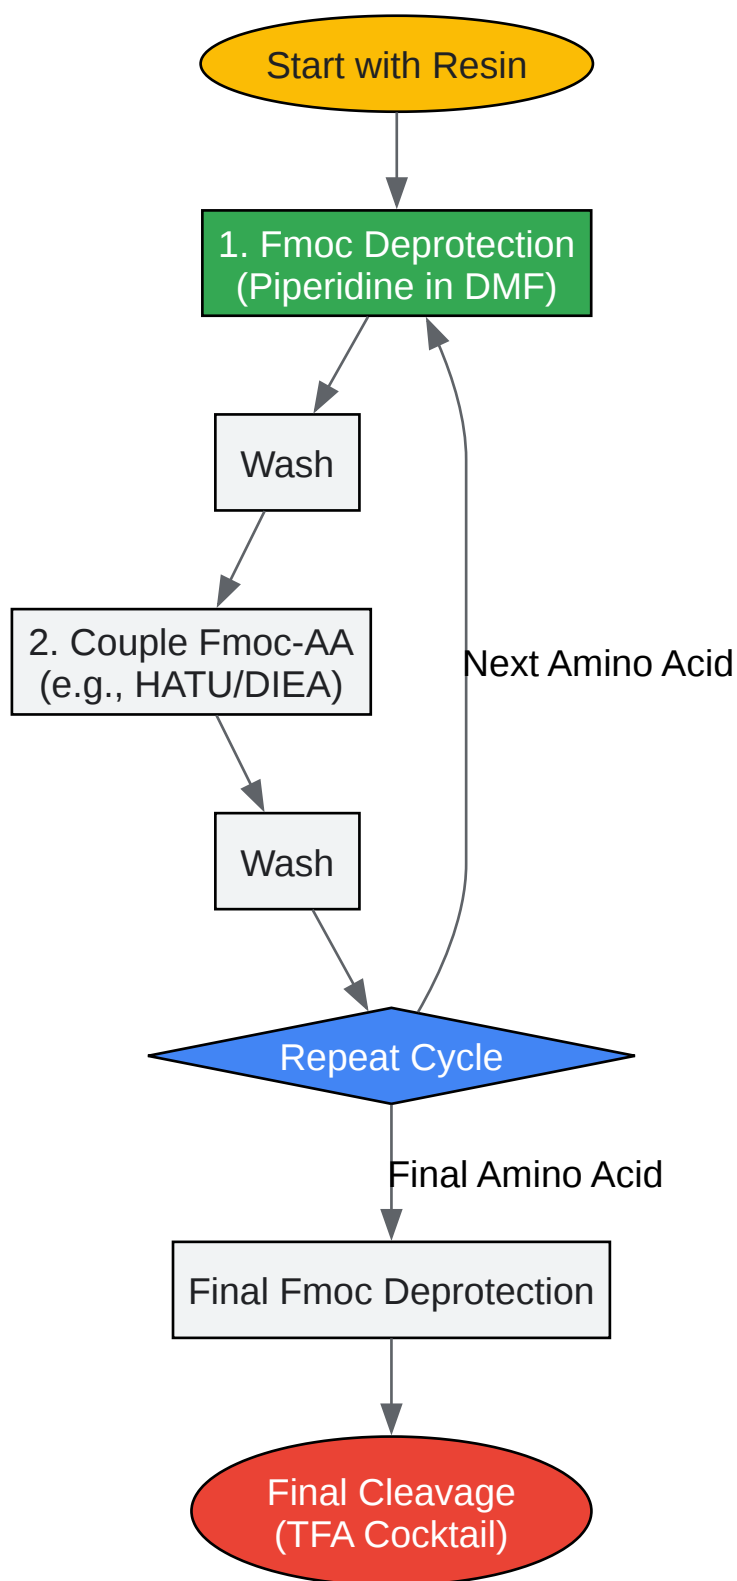 Start with Resin
1. Fmoc Deprotection
(Piperidine in DMF)
Wash
2. Couple Fmoc-AA
(e.g., HATU/DIEA)
Next Amino Acid
Wash
Repeat Cycle
Final Amino Acid
Final Fmoc Deprotection
Final Cleavage
(TFA Cocktail)